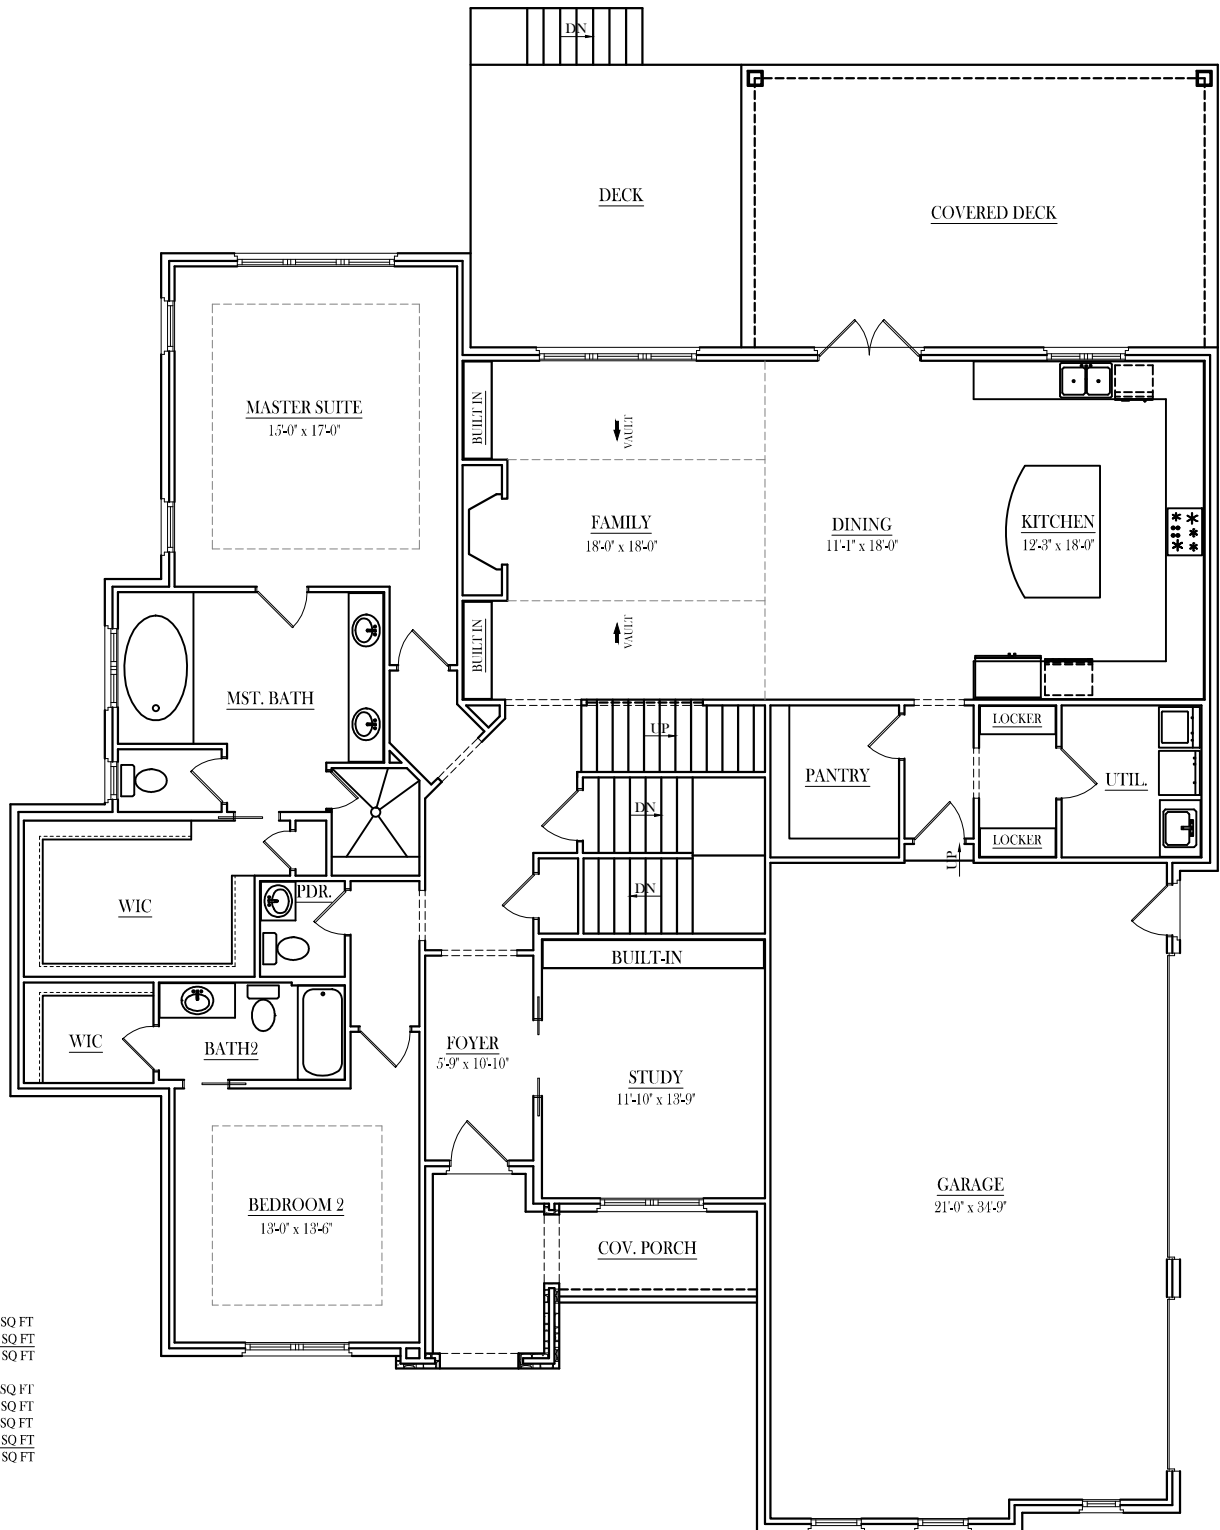 DN
DECK
COVERED DECK
MASTER SUITE
15'-0" x 17'-0"
BUILT IN
VAULT
FAMILY
18'-0" x 18'-0"
DINING
11'-1" x 18'-0"
KITCHEN
12'-3" x 18'-0"
BUILT IN
VAULT
MST. BATH
UP
LOCKER
PANTRY
UTIL.
DN
LOCKER
UP
PDR.
DN
WIC
BUILT-IN
WIC
BATH2
FOYER
5'-9" x 10'-10"
STUDY
11'-10" x 13'-9"
GARAGE
21'-0" x 34'-9"
BEDROOM 2
13'-0" x 13'-6"
COV. PORCH
SQ FT
SQ FT
SQ FT
SQ FT
SQ FT
SQ FT
SQ FT
SQ FT